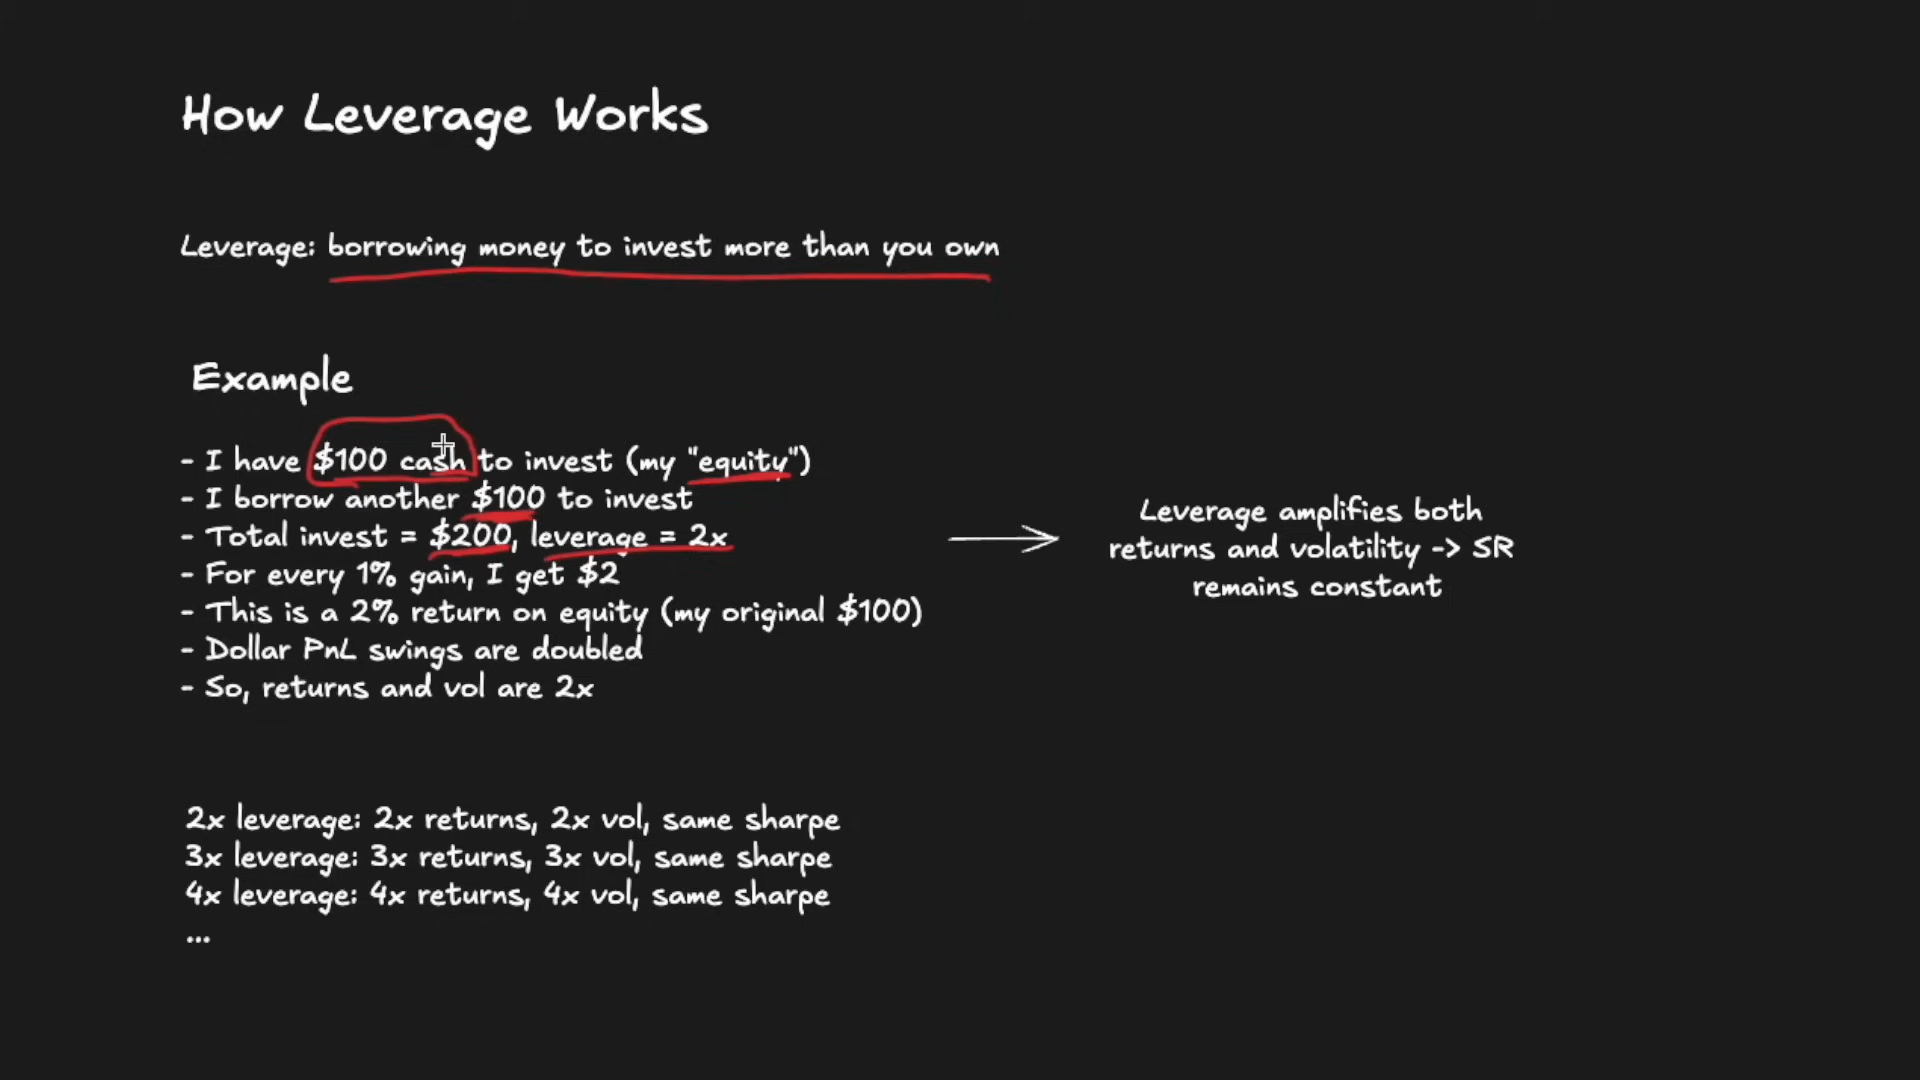 How Leverage Works
Leverage: borrowing money to invest more than you own
Example
- I have $100 cash to invest (my "equity")
- I borrow another $100 to invest
- Total invest = $200, leverage = 2x
- For every 1% gain, I get $2
- This is a 2% return on equity (my original $100)
- Dollar PnL swings are doubled
- So, returns and vol are 2x
Leverage amplifies both
returns and volatility -> SR
remains constant
2x leverage: 2x returns, 2x vol, same sharpe
3x leverage: 3x returns, 3x vol, same sharpe
4x leverage: 4x returns, 4x vol, same sharpe
...